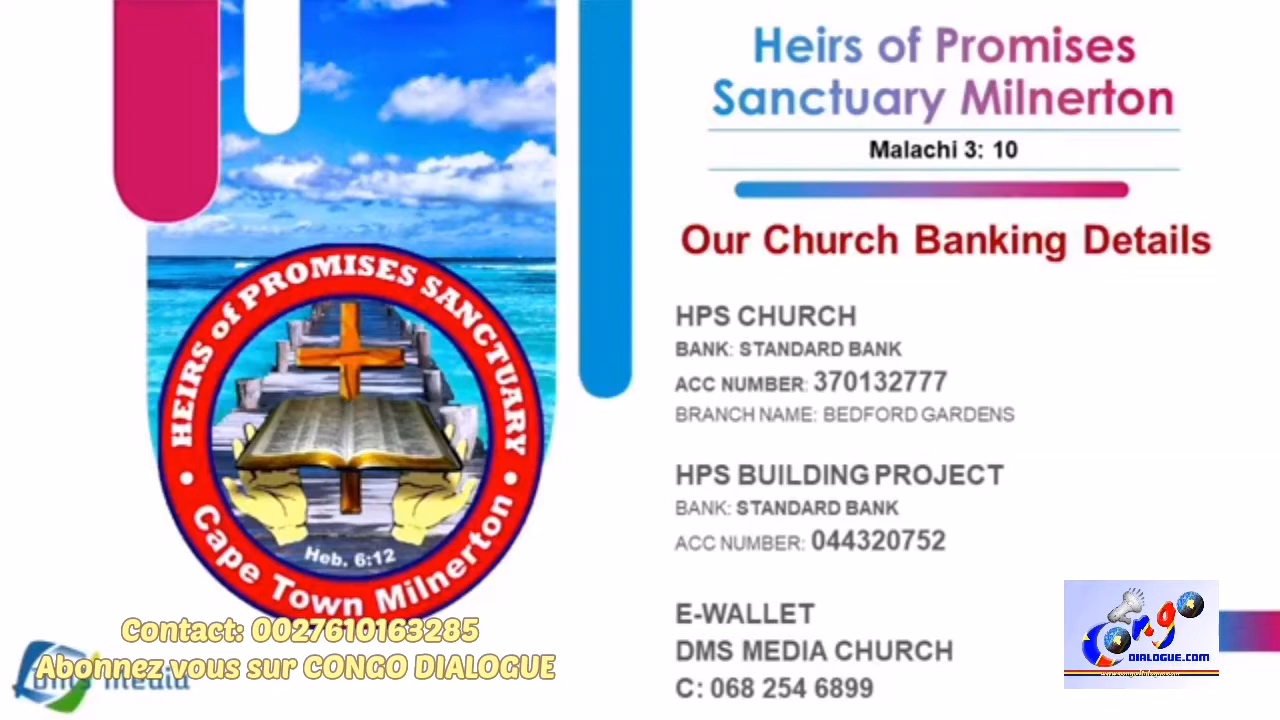 Heirs of Promises
Sanctuary Milnerton
Malachi 3: 10
Our Church Banking Details
HPS CHURCH
BANK: STANDARD BANK
ACC NUMBER: 370132777
BRANCH NAME: BEDFORD GARDENS
HPS BUILDING PROJECT
BANK: STANDARD BANK
ACC NUMBER: 044320752
E-WALLET
DMS MEDIA CHURCH
C: 068 254 6899
HEIRS of PROMISES SANCTUARY
Heb. 6:12
• Cape Town Milnerton •
Contact: 0027610163285
Abonnez vous sur CONGO DIALOGUE
dms media
Congo
DIALOGUE.COM